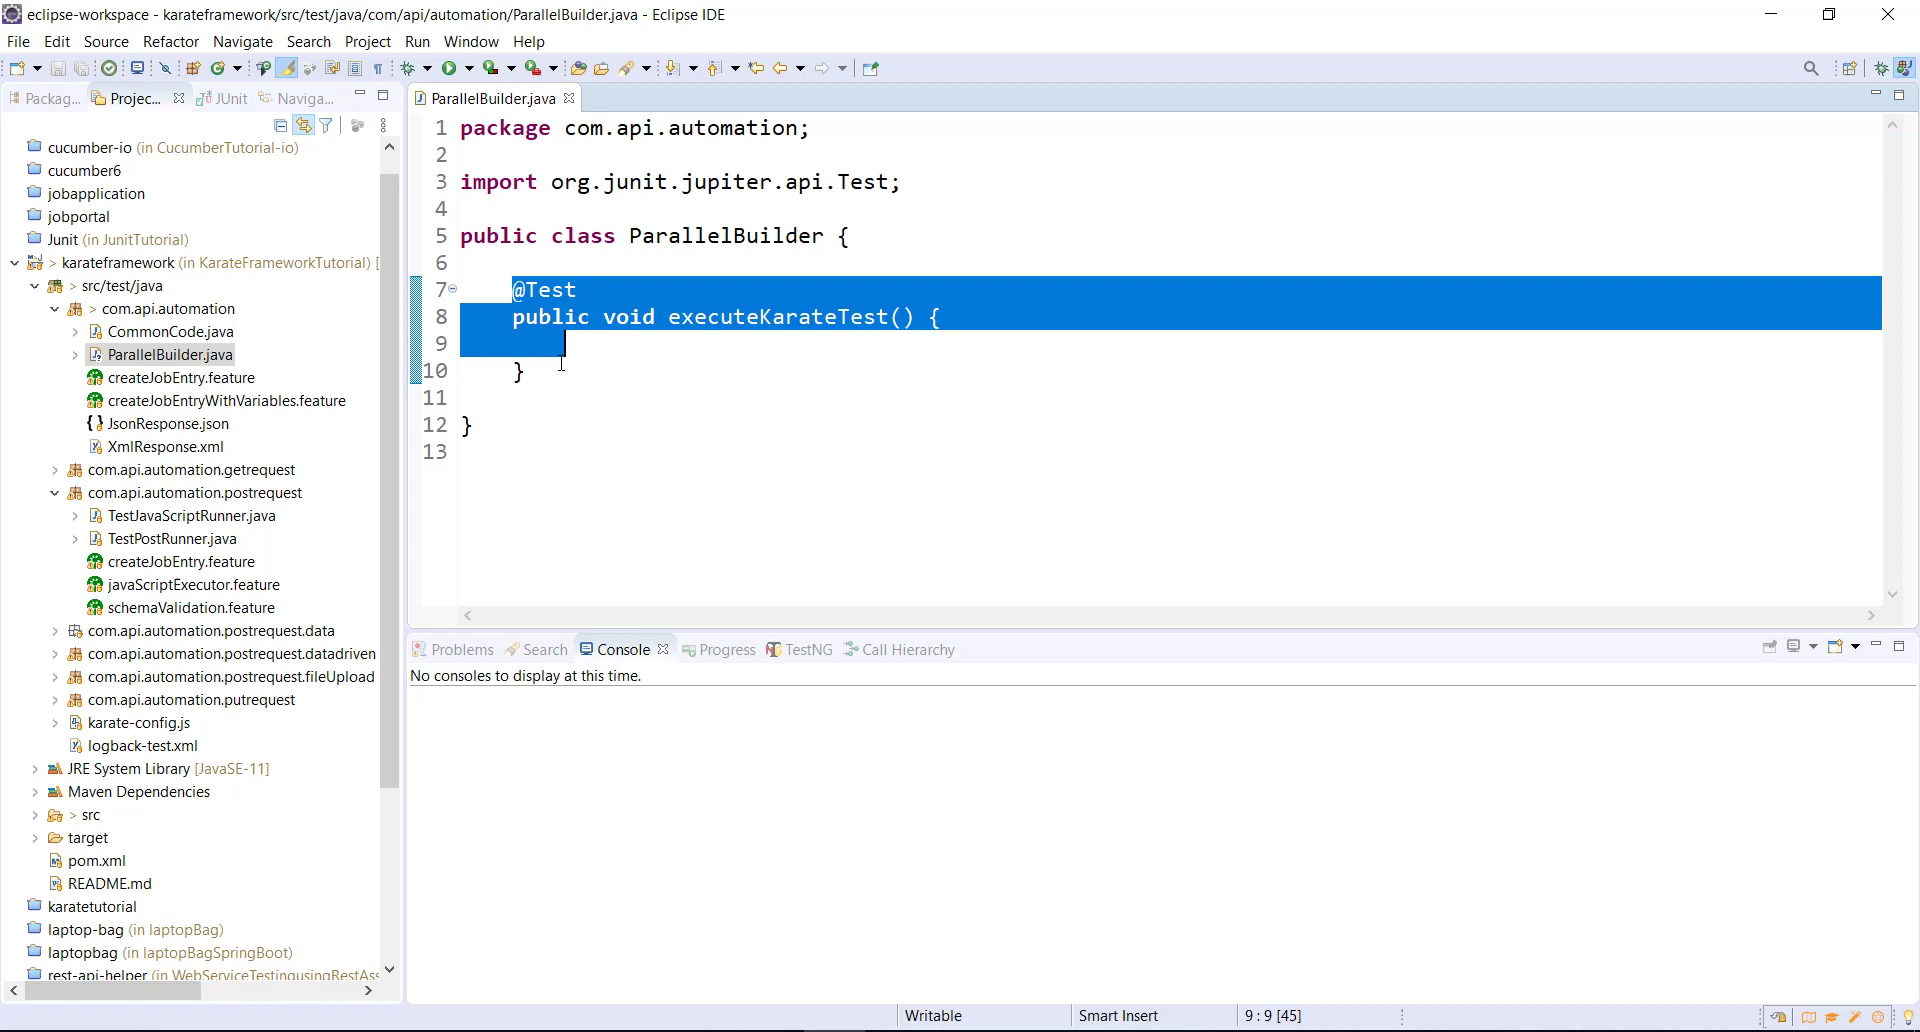 eclipse-workspace - karateframework/src/test/java/com/api/automation/ParallelBuilder.java - Eclipse IDE
File Edit Source Refactor Navigate Search Project Run Window Help
Packag... Projec... JUnit Naviga...
ParallelBuilder.java
cucumber-io (in CucumberTutorial-io)
cucumber6
jobapplication
jobportal
Junit (in JunitTutorial)
> karateframework (in KarateFrameworkTutorial) [
> src/test/java
> com.api.automation
CommonCode.java
ParallelBuilder.java
createJobEntry.feature
createJobEntryWithVariables.feature
JsonResponse.json
XmlResponse.xml
com.api.automation.getrequest
com.api.automation.postrequest
TestJavaScriptRunner.java
TestPostRunner.java
createJobEntry.feature
javaScriptExecutor.feature
schemaValidation.feature
com.api.automation.postrequest.data
com.api.automation.postrequest.datadriven
com.api.automation.postrequest.fileUpload
com.api.automation.putrequest
karate-config.js
logback-test.xml
JRE System Library [JavaSE-11]
Maven Dependencies
> src
target
pom.xml
README.md
karatetutorial
laptop-bag (in laptopBag)
laptopbag (in laptopBagSpringBoot)
rest-api-helper (in WebServiceTestingusingRestAss
1 package com.api.automation;
2
3 import org.junit.jupiter.api.Test;
4
5 public class ParallelBuilder {
6
7 @Test
8 public void executeKarateTest() {
9
10 }
11
12 }
13
Problems Search Console Progress TestNG Call Hierarchy
No consoles to display at this time.
Writable Smart Insert 9 : 9 [45]